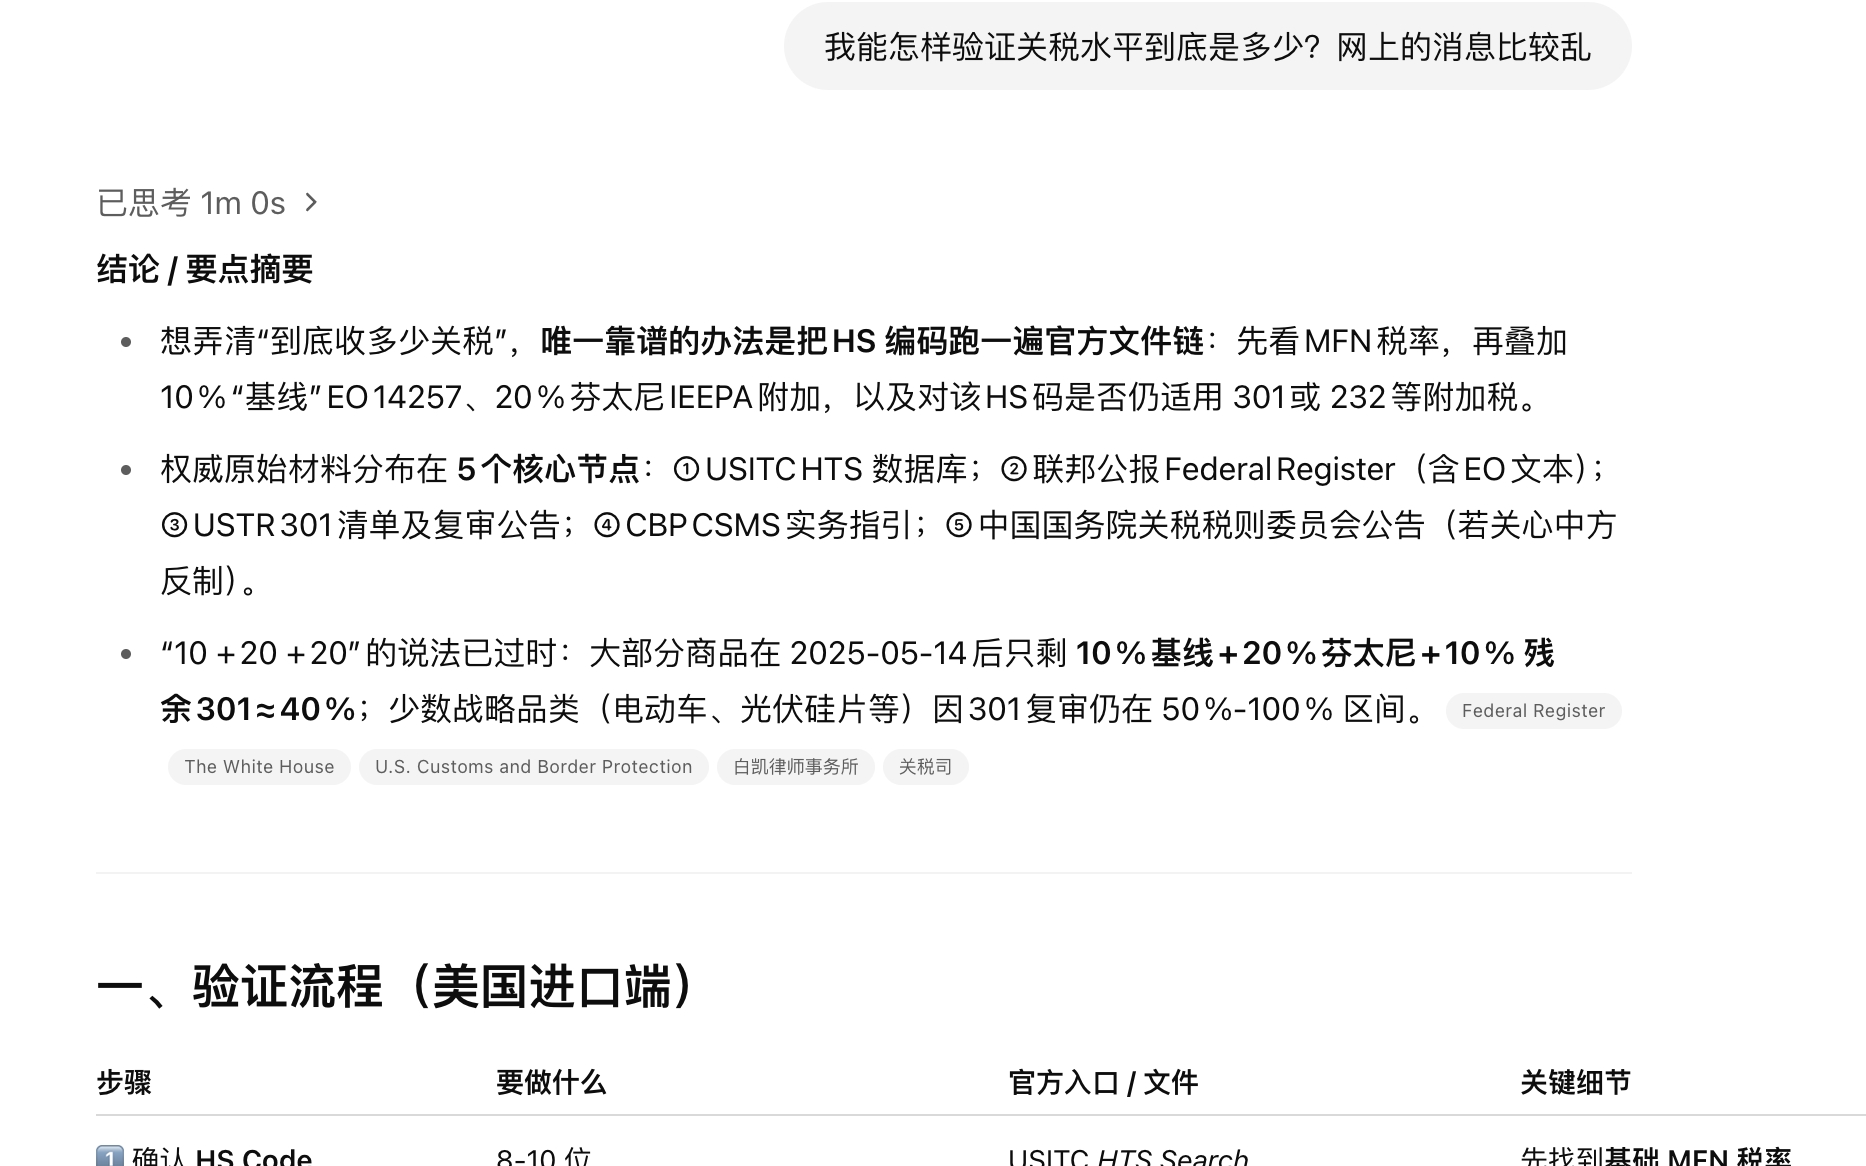 我能怎样验证关税水平到底是多少？网上的消息比较乱
已思考 1m 0s
结论 / 要点摘要
想弄清“到底收多少关税”，唯一靠谱的办法是把 HS 编码跑一遍官方文件链：先看 MFN 税率，再叠加
10 % “基线” EO 14257、20 % 芬太尼 IEEPA 附加，以及对该 HS 码是否仍适用 301 或 232 等附加税。
权威原始材料分布在 5 个核心节点：① USITC HTS 数据库；② 联邦公报 Federal Register（含 EO 文本）；
③ USTR 301 清单及复审公告；④ CBP CSMS 实务指引；⑤ 中国国务院关税税则委员会公告（若关心中方
反制）。
“10 + 20 + 20” 的说法已过时：大部分商品在 2025-05-14 后只剩 10 % 基线 + 20 % 芬太尼 + 10 % 残
余 301 ≈ 40 %；少数战略品类（电动车、光伏硅片等）因 301 复审仍在 50 %-100 % 区间。 Federal Register
The White House U.S. Customs and Border Protection 白凯律师事务所 关税司
一、验证流程（美国进口端）
步骤 要做什么 官方入口 / 文件 关键细节
1 确认 HS Code 8-10 位 USITC HTS Search 先找到基础 MFN 税率